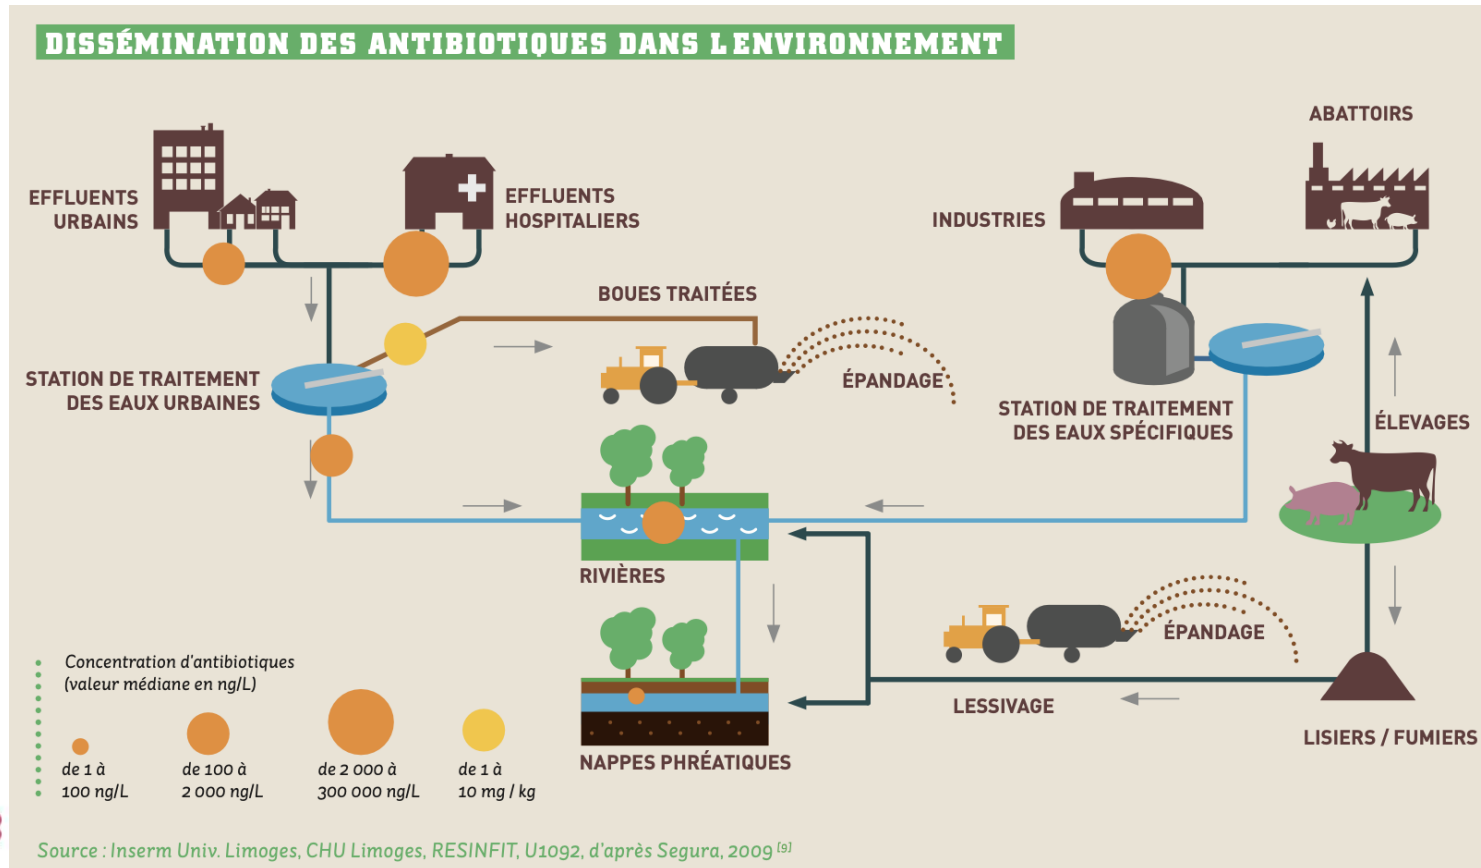 DISSÉMINATION DES ANTIBIOTIQUES DANS L'ENVIRONNEMENT
ABATTOIRS
EFFLUENTS
URBAINS
EFFLUENTS
HOSPITALIERS
INDUSTRIES
BOUES TRAITÉES
STATION DE TRAITEMENT
DES EAUX URBAINES
ÉPANDAGE
STATION DE TRAITEMENT
DES EAUX SPÉCIFIQUES
ÉLEVAGES
RIVIÈRES
ÉPANDAGE
LESSIVAGE
LISIERS / FUMIERS
NAPPES PHRÉATIQUES
Concentration d'antibiotiques
(valeur médiane en ng/L)
de 1 à
100 ng/L
de 100 à
2 000 ng/L
de 2 000 à
300 000 ng/L
de 1 à
10 mg / kg
Source : Inserm Univ. Limoges, CHU Limoges, RESINFIT, U1092, d'après Segura, 2009 [9]